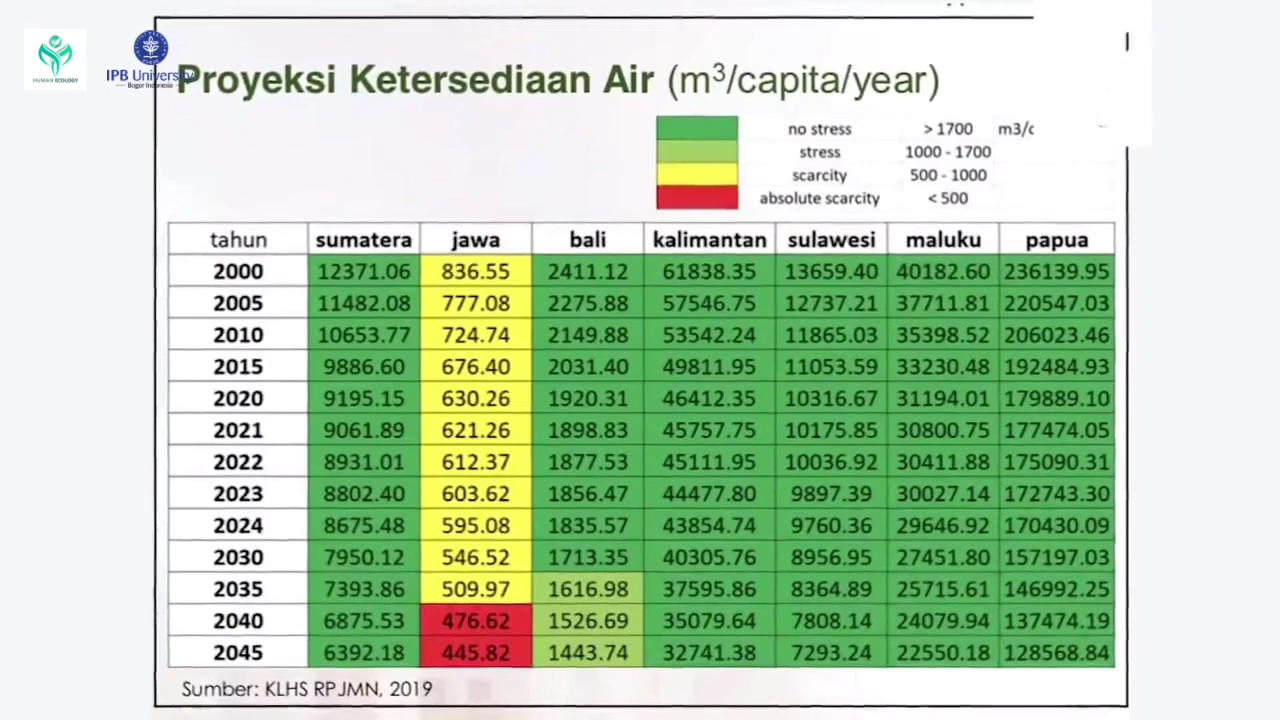 HUMAN ECOLOGY
IPB University
Bogor Indonesia
Proyeksi Ketersediaan Air (m³/capita/year)
no stress > 1700 m3/c
stress 1000 - 1700
scarcity 500 - 1000
absolute scarcity < 500
tahun sumatera jawa bali kalimantan sulawesi maluku papua
2000 12371.06 836.55 2411.12 61838.35 13659.40 40182.60 236139.95
2005 11482.08 777.08 2275.88 57546.75 12737.21 37711.81 220547.03
2010 10653.77 724.74 2149.88 53542.24 11865.03 35398.52 206023.46
2015 9886.60 676.40 2031.40 49811.95 11053.59 33230.48 192484.93
2020 9195.15 630.26 1920.31 46412.35 10316.67 31194.01 179889.10
2021 9061.89 621.26 1898.83 45757.75 10175.85 30800.75 177474.05
2022 8931.01 612.37 1877.53 45111.95 10036.92 30411.88 175090.31
2023 8802.40 603.62 1856.47 44477.80 9897.39 30027.14 172743.30
2024 8675.48 595.08 1835.57 43854.74 9760.36 29646.92 170430.09
2030 7950.12 546.52 1713.35 40305.76 8956.95 27451.80 157197.03
2035 7393.86 509.97 1616.98 37595.86 8364.89 25715.61 146992.25
2040 6875.53 476.62 1526.69 35079.64 7808.14 24079.94 137474.19
2045 6392.18 445.82 1443.74 32741.38 7293.24 22550.18 128568.84
Sumber: KLHS RPJMN, 2019